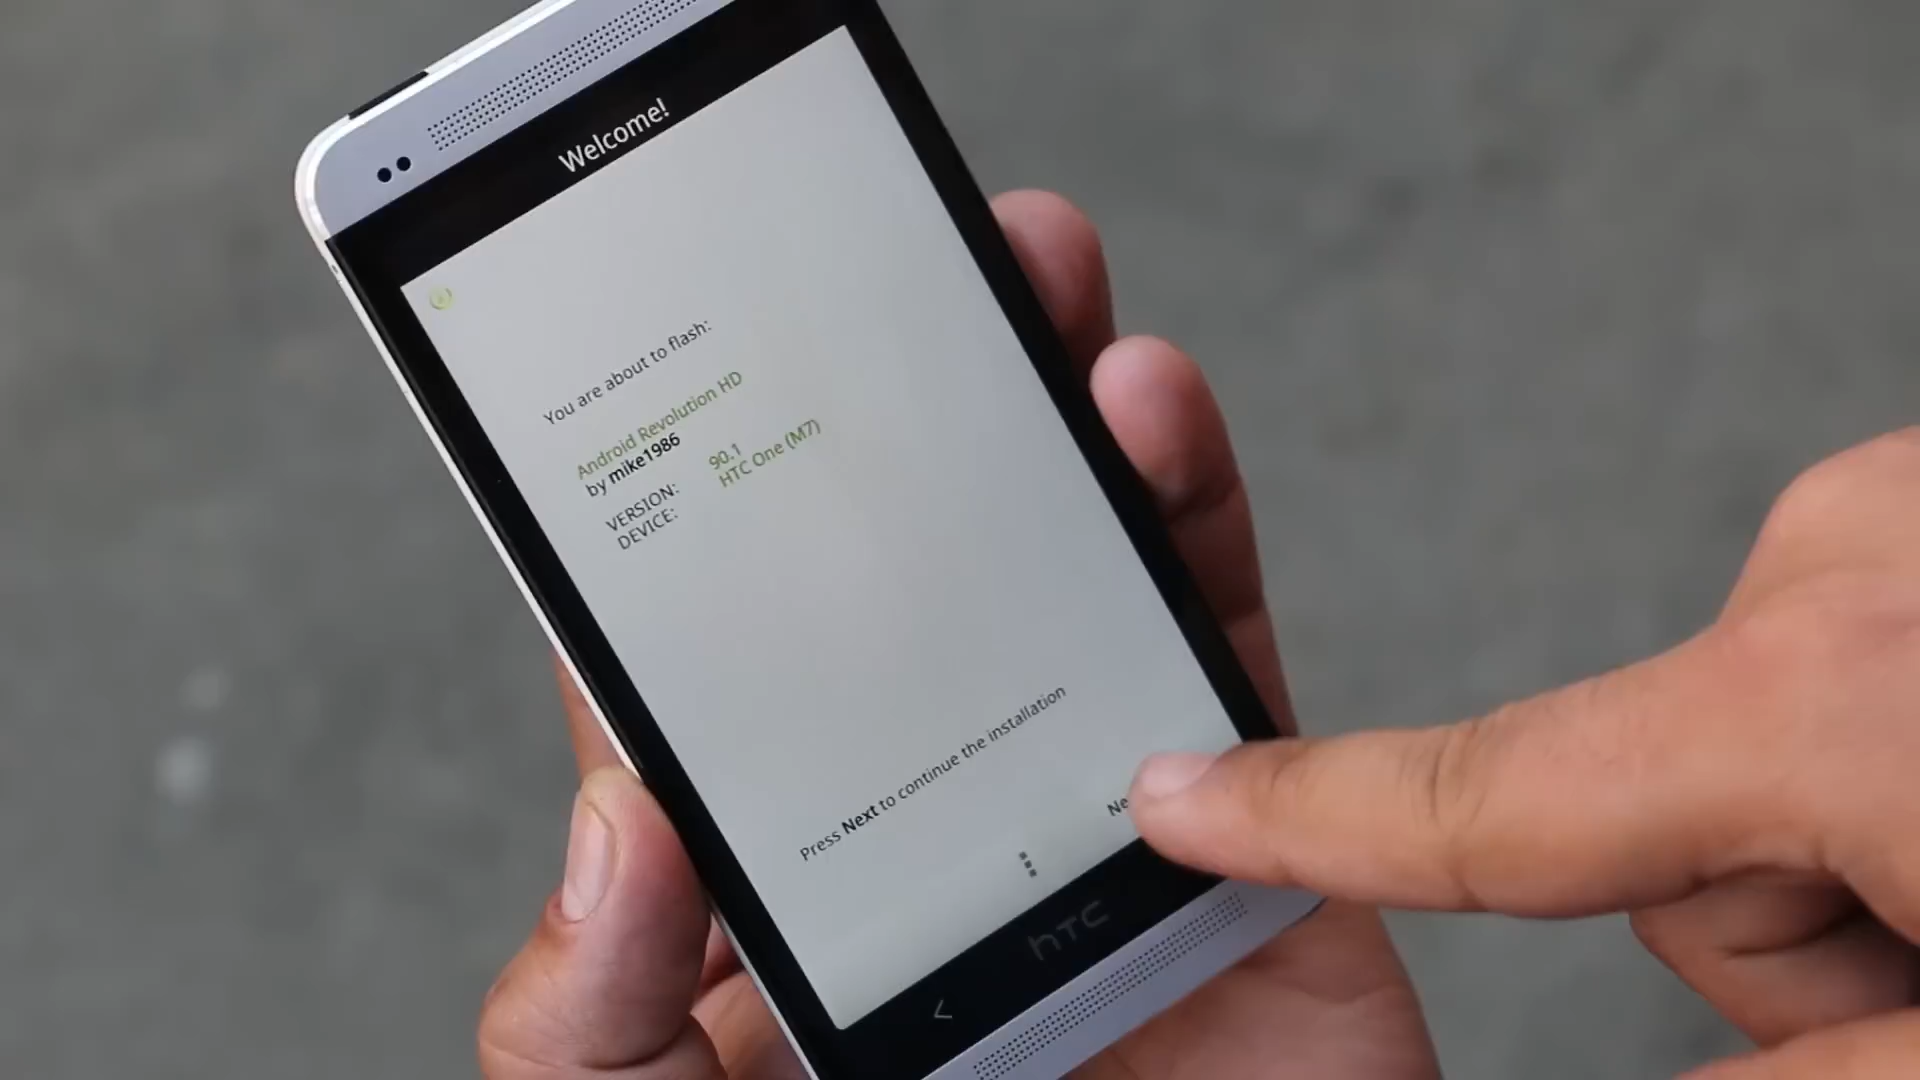 Welcome!
You are about to flash:
Android Revolution HD
by mike1986
VERSION: 90.1
DEVICE: HTC One (M7)
Press Next to continue the installation
Ne
hTC